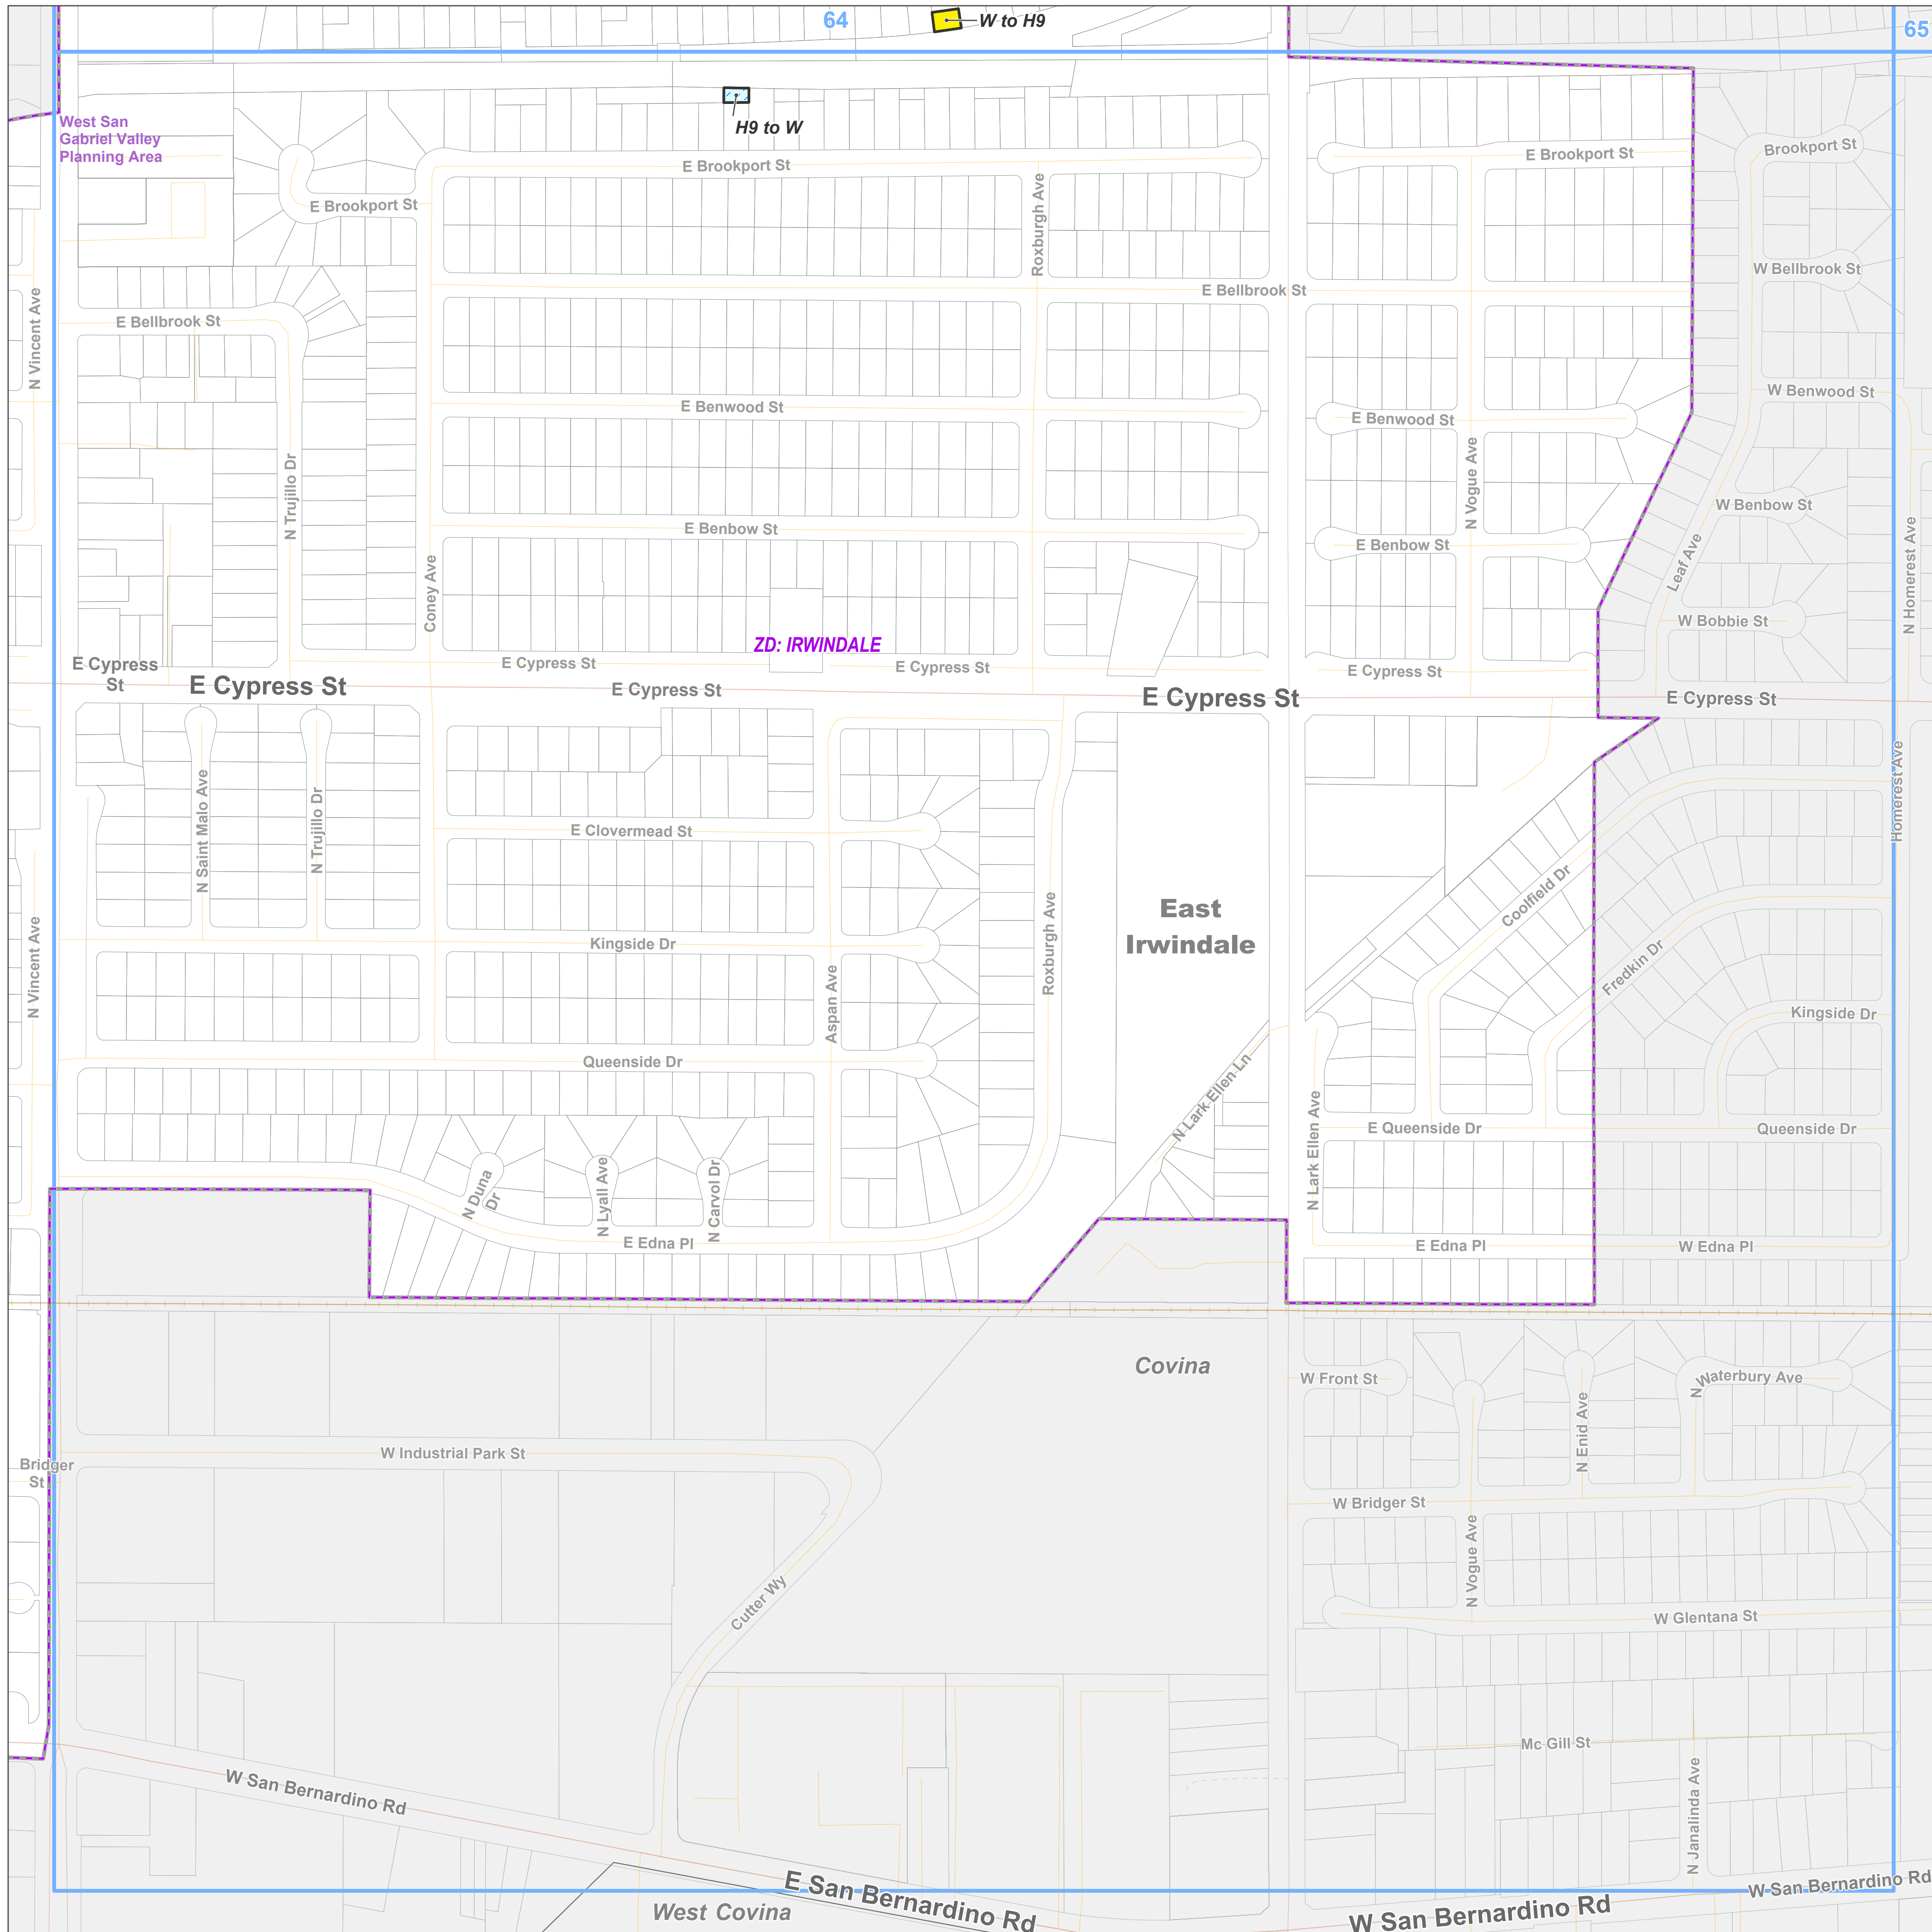 64
W to H9
65
H9 to W
West San
Gabriel Valley
Planning Area
E Brookport St
E Brookport St
Brookport St
E Brookport St
Roxburgh Ave
W Bellbrook St
E Bellbrook St
E Bellbrook St
N Vincent Ave
W Benwood St
E Benwood St
E Benwood St
N Vogue Ave
N Trujillo Dr
W Benbow St
E Benbow St
E Benbow St
Leaf Ave
N Homerest Ave
Coney Ave
W Bobbie St
ZD: IRWINDALE
E Cypress
St
E Cypress St
E Cypress St
E Cypress St
E Cypress St
E Cypress St
E Cypress St
E Cypress St
Homerest Ave
N Saint Malo Ave
N Trujillo Dr
E Clovermead St
Coolfield Dr
East
Irwindale
Kingside Dr
Roxburgh Ave
N Vincent Ave
Fredkin Dr
Aspan Ave
Kingside Dr
Queenside Dr
N Lark Ellen Ln
N Lark Ellen Ave
E Queenside Dr
Queenside Dr
N Duna
Dr
N Lyall Ave
N Carvol Dr
E Edna Pl
E Edna Pl
W Edna Pl
Covina
W Front St
N Waterbury Ave
N Enid Ave
W Industrial Park St
Bridger
St
W Bridger St
N Vogue Ave
Cutter Wy
W Glentana St
Mc Gill St
N Janalinda Ave
W San Bernardino Rd
E San Bernardino Rd
West Covina
W San Bernardino Rd
W San Bernardino Rd